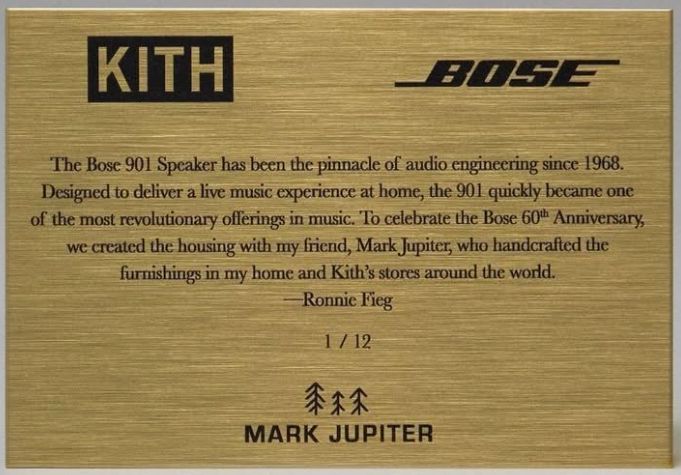 KITH
BOSE
The Bose 901 Speaker has been the pinnacle of audio engineering since 1968.
Designed to deliver a live music experience at home, the 901 quickly became one
of the most revolutionary offerings in music. To celebrate the Bose 60th Anniversary,
we created the housing with my friend, Mark Jupiter, who handcrafted the
furnishings in my home and Kith's stores around the world.
—Ronnie Fieg
1 / 12
MARK JUPITER